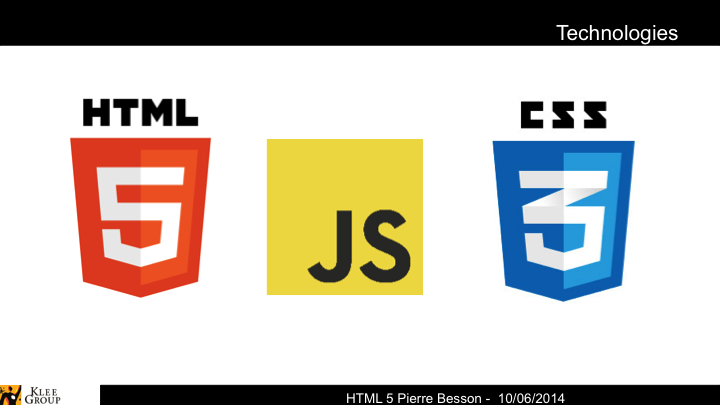 Technologies
HTML
5
JS
CSS
3
KLEE
GROUP
HTML 5 Pierre Besson - 10/06/2014